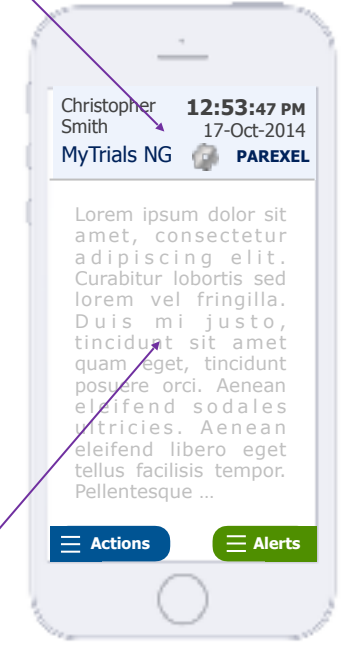 Christopher 12:53:47 PM
Smith 17-Oct-2014
MyTrials NG PAREXEL
Lorem ipsum dolor sit
amet, consectetur
adipiscing elit.
Curabitur lobortis sed
lorem vel fringilla.
Duis mi justo,
tincidunt sit amet
quam eget, tincidunt
posuere orci. Aenean
eleifend sodales
ultricies. Aenean
eleifend libero eget
tellus facilisis tempor.
Pellentesque ...
Actions Alerts